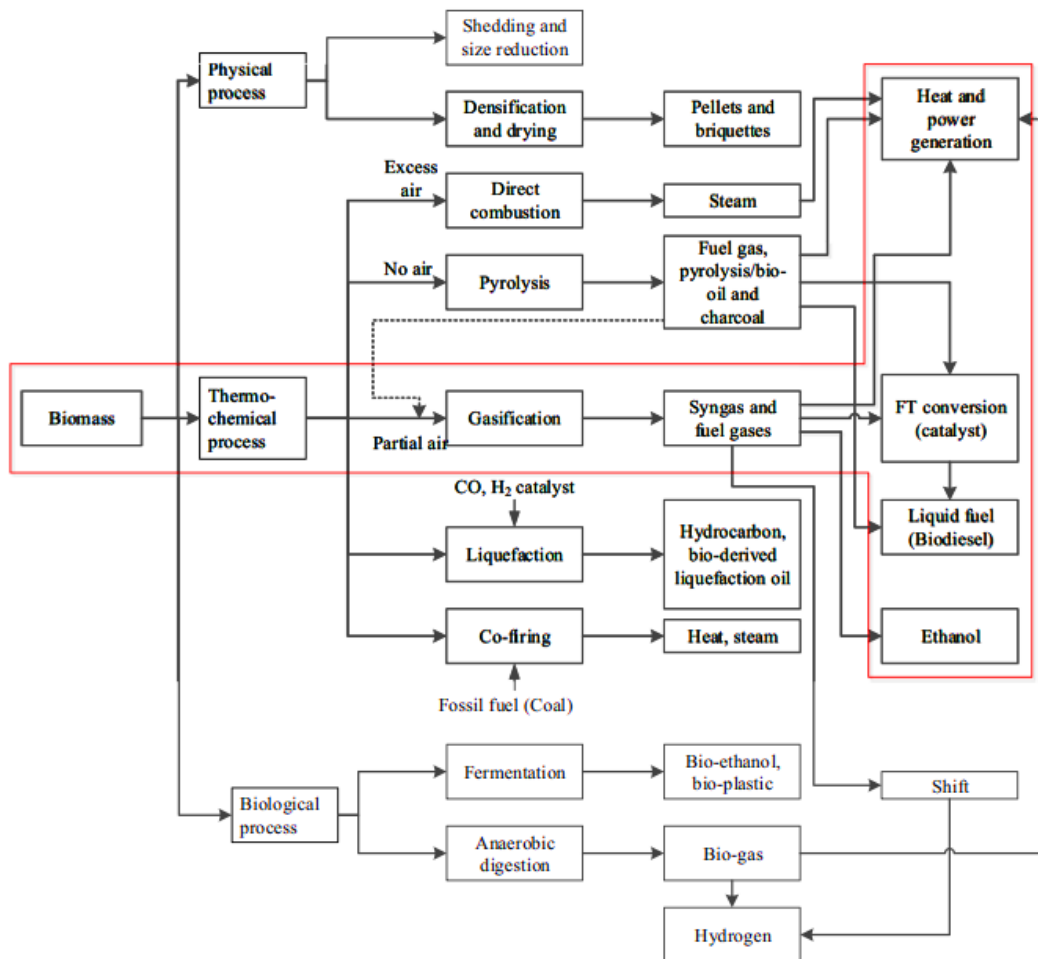 Shedding and
size reduction
Physical
process
Densification
and drying
Pellets and
briquettes
Heat and
power
generation
Excess
air
Direct
combustion
Steam
No air
Pyrolysis
Fuel gas,
pyrolysis/bio-
oil and
charcoal
Biomass
Thermo-
chemical
process
Partial air
Gasification
Syngas and
fuel gases
FT conversion
(catalyst)
CO, H₂ catalyst
Liquefaction
Hydrocarbon,
bio-derived
liquefaction oil
Liquid fuel
(Biodiesel)
Co-firing
Heat, steam
Ethanol
Fossil fuel (Coal)
Biological
process
Fermentation
Bio-ethanol,
bio-plastic
Shift
Anaerobic
digestion
Bio-gas
Hydrogen